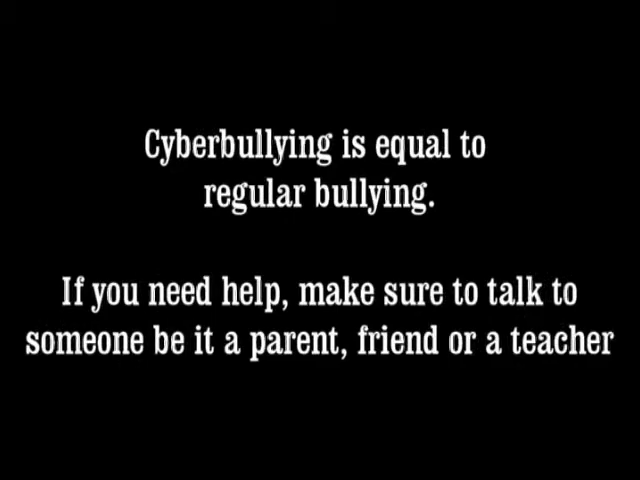 Cyberbullying is equal to
regular bullying.
If you need help, make sure to talk to
someone be it a parent, friend or a teacher